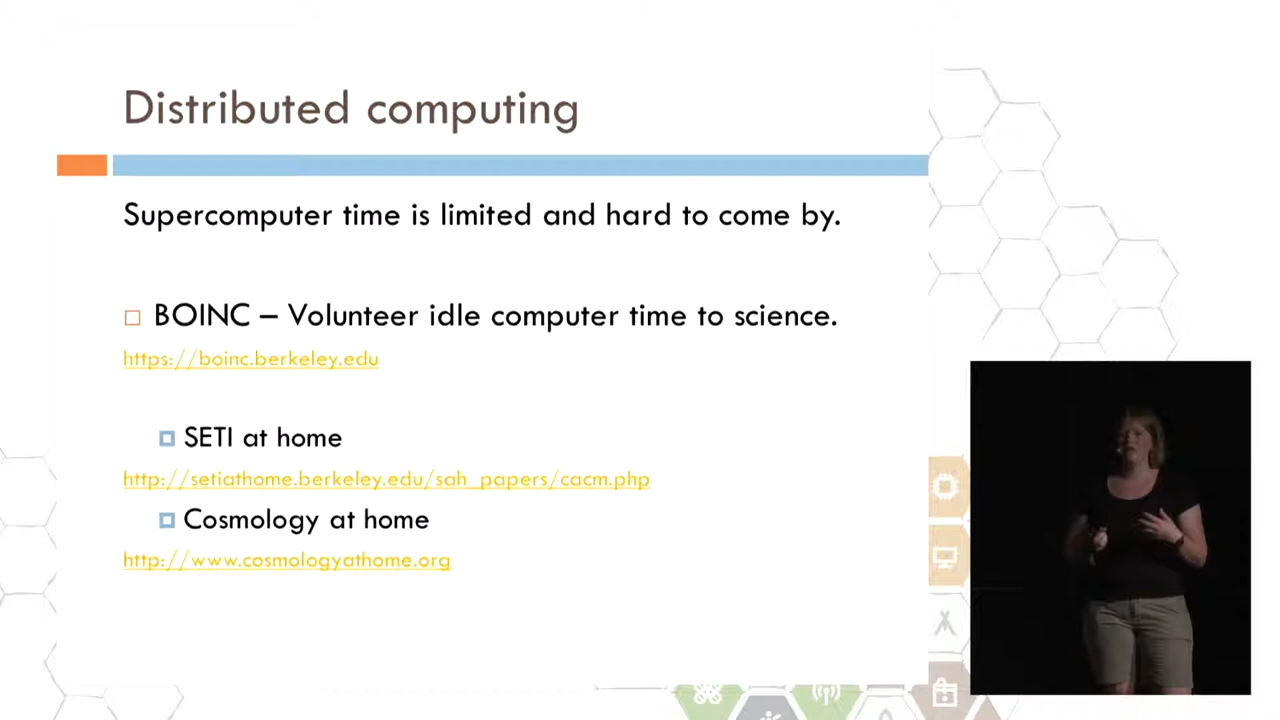 Distributed computing
Supercomputer time is limited and hard to come by.
BOINC – Volunteer idle computer time to science.
https://boinc.berkeley.edu
SETI at home
http://setiathome.berkeley.edu/sah_papers/cacm.php
Cosmology at home
http://www.cosmologyathome.org